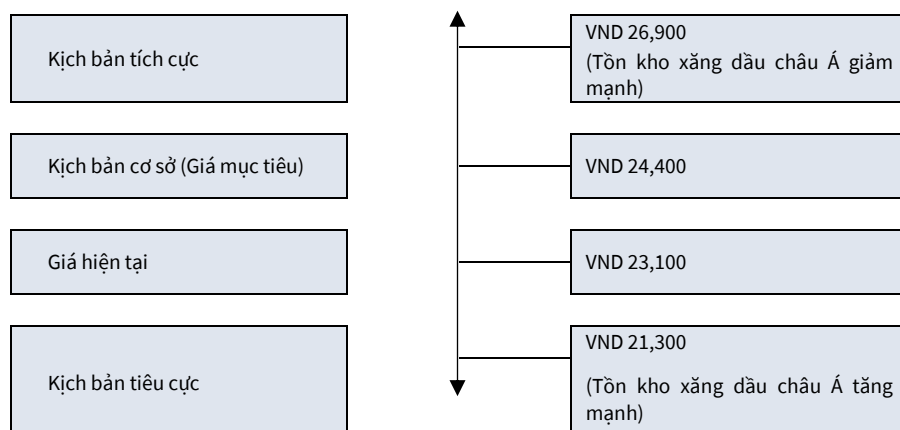 Kịch bản tích cực
VND 26,900
(Tồn kho xăng dầu châu Á giảm
mạnh)
Kịch bản cơ sở (Giá mục tiêu)
VND 24,400
Giá hiện tại
VND 23,100
Kịch bản tiêu cực
VND 21,300
(Tồn kho xăng dầu châu Á tăng
mạnh)